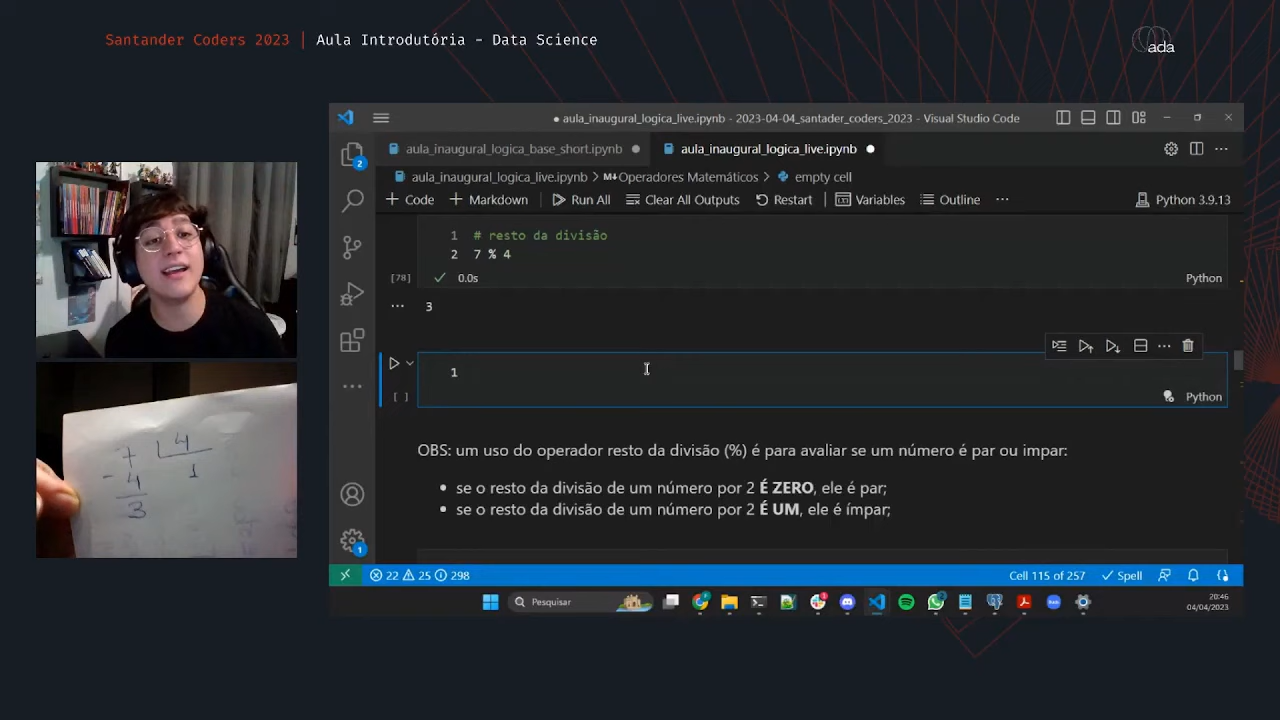 Santander Coders 2023 | Aula Introdutória - Data Science
ada
● aula_inaugural_logica_live.ipynb - 2023-04-04_santader_coders_2023 - Visual Studio Code
aula_inaugural_logica_base_short.ipynb ●
aula_inaugural_logica_live.ipynb ●
aula_inaugural_logica_live.ipynb > M↓Operadores Matemáticos > empty cell
+ Code + Markdown Run All Clear All Outputs Restart Variables Outline ··· Python 3.9.13
2
1 # resto da divisão
2 7 % 4
[78] ✓ 0.0s Python
··· 3
1
[ ] Python
OBS: um uso do operador resto da divisão (%) é para avaliar se um número é par ou impar:
• se o resto da divisão de um número por 2 É ZERO, ele é par;
• se o resto da divisão de um número por 2 É UM, ele é ímpar;
7 4
- 4 1
3
1
22 25 298 Cell 115 of 257 ✓ Spell
Pesquisar
20:46
04/04/2023